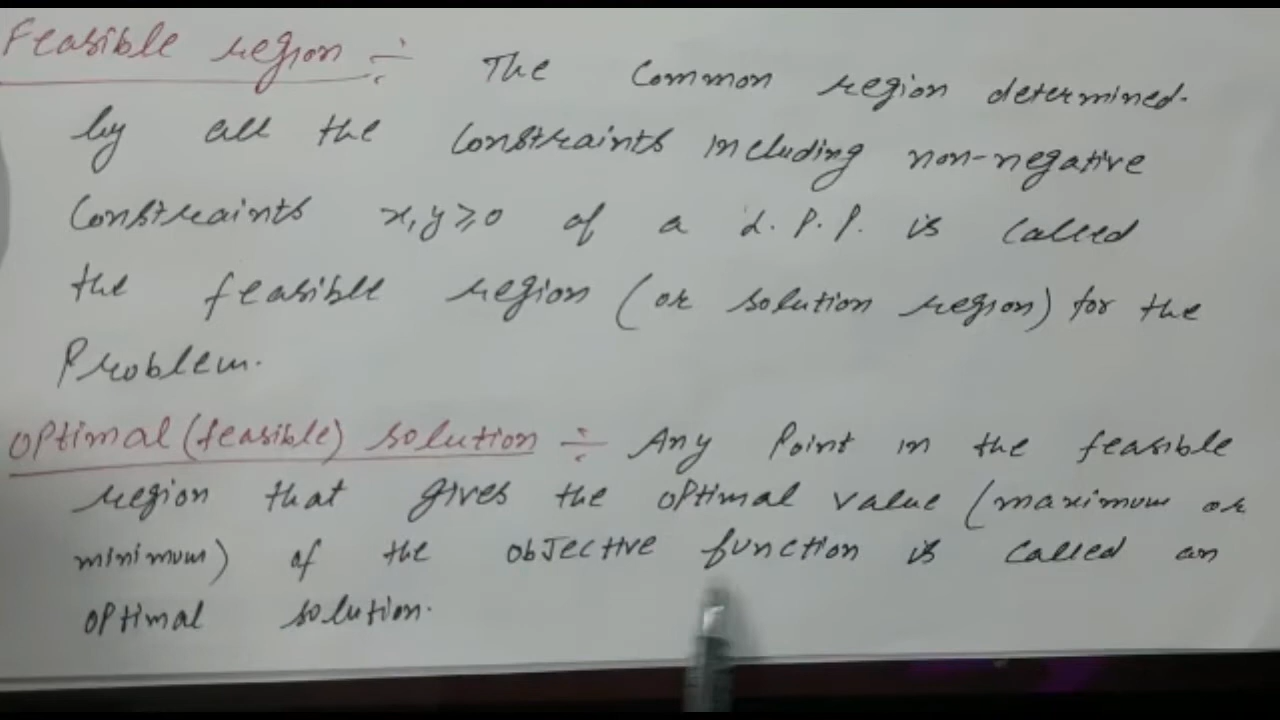 Feasible region ÷ The common region determined.
by all the constraints including non-negative
constraints x, y ≥ 0 of a L.P.P. is called
the feasible region (or solution region) for the
Problem.
optimal (feasible) solution ÷ Any Point in the feasible
region that gives the optimal value (maximum or
minimum) of the objective function is called an
optimal solution.